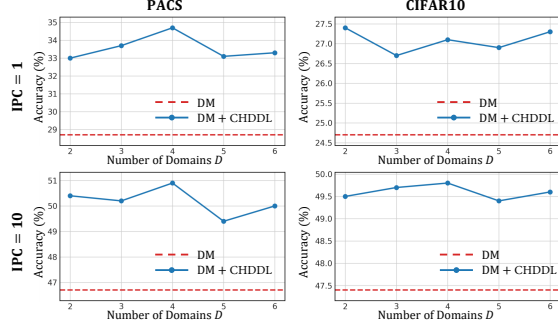 PACS
CIFAR10
IPC = 1
Accuracy (%)
35
34
33
32
31
30
29
2
3
4
5
6
Number of Domains D
DM
DM + CHDDL
Accuracy (%)
27.5
27.0
26.5
26.0
25.5
25.0
24.5
2
3
4
5
6
Number of Domains D
DM
DM + CHDDL
IPC = 10
Accuracy (%)
51
50
49
48
47
2
3
4
5
6
Number of Domains D
DM
DM + CHDDL
Accuracy (%)
50.0
49.5
49.0
48.5
48.0
47.5
2
3
4
5
6
Number of Domains D
DM
DM + CHDDL